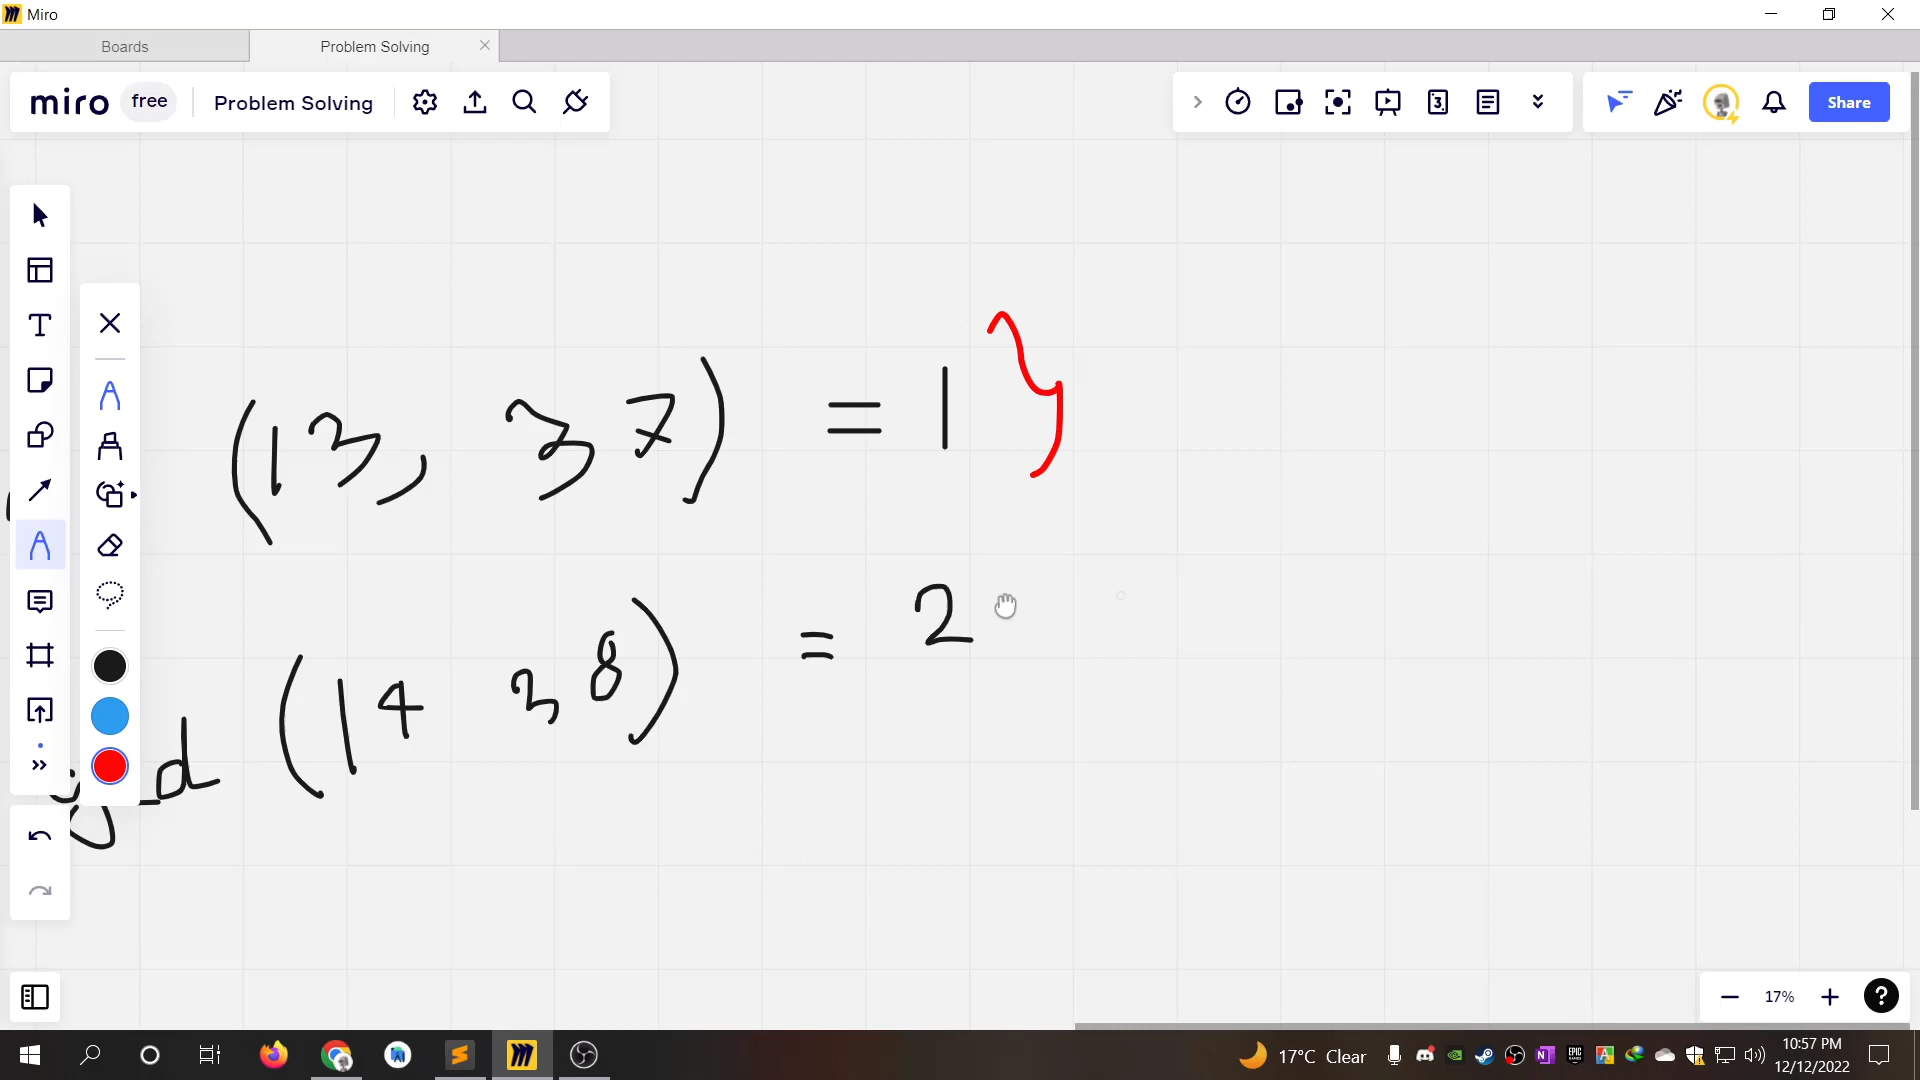 Miro
Boards
Problem Solving
miro free Problem Solving
Share
(13, 37) = 1
gcd (14 38) = 2
17%
17°C Clear
10:57 PM
12/12/2022